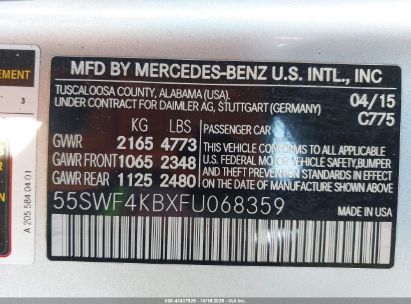 MFD BY MERCEDES-BENZ U.S. INTL., INC
TUSCALOOSA COUNTY, ALABAMA (USA).
UNDER CONTRACT FOR DAIMLER AG, STUTTGART (GERMANY)
04/15
C775
KG LBS
PASSENGER CAR
GVWR 2165 4773
GAWR FRONT 1065 2348
GAWR REAR 1125 2480
THIS VEHICLE CONFORMS TO ALL APPLICABLE
U.S. FEDERAL MOTOR VEHICLE SAFETY, BUMPER
AND THEFT PREVENTION STANDARDS IN EFFECT
ON THE DATE OF MANUFACTURE SHOWN ABOVE.
55SWF4KBXFU068359
EMENT
3
A 205 584 04 01